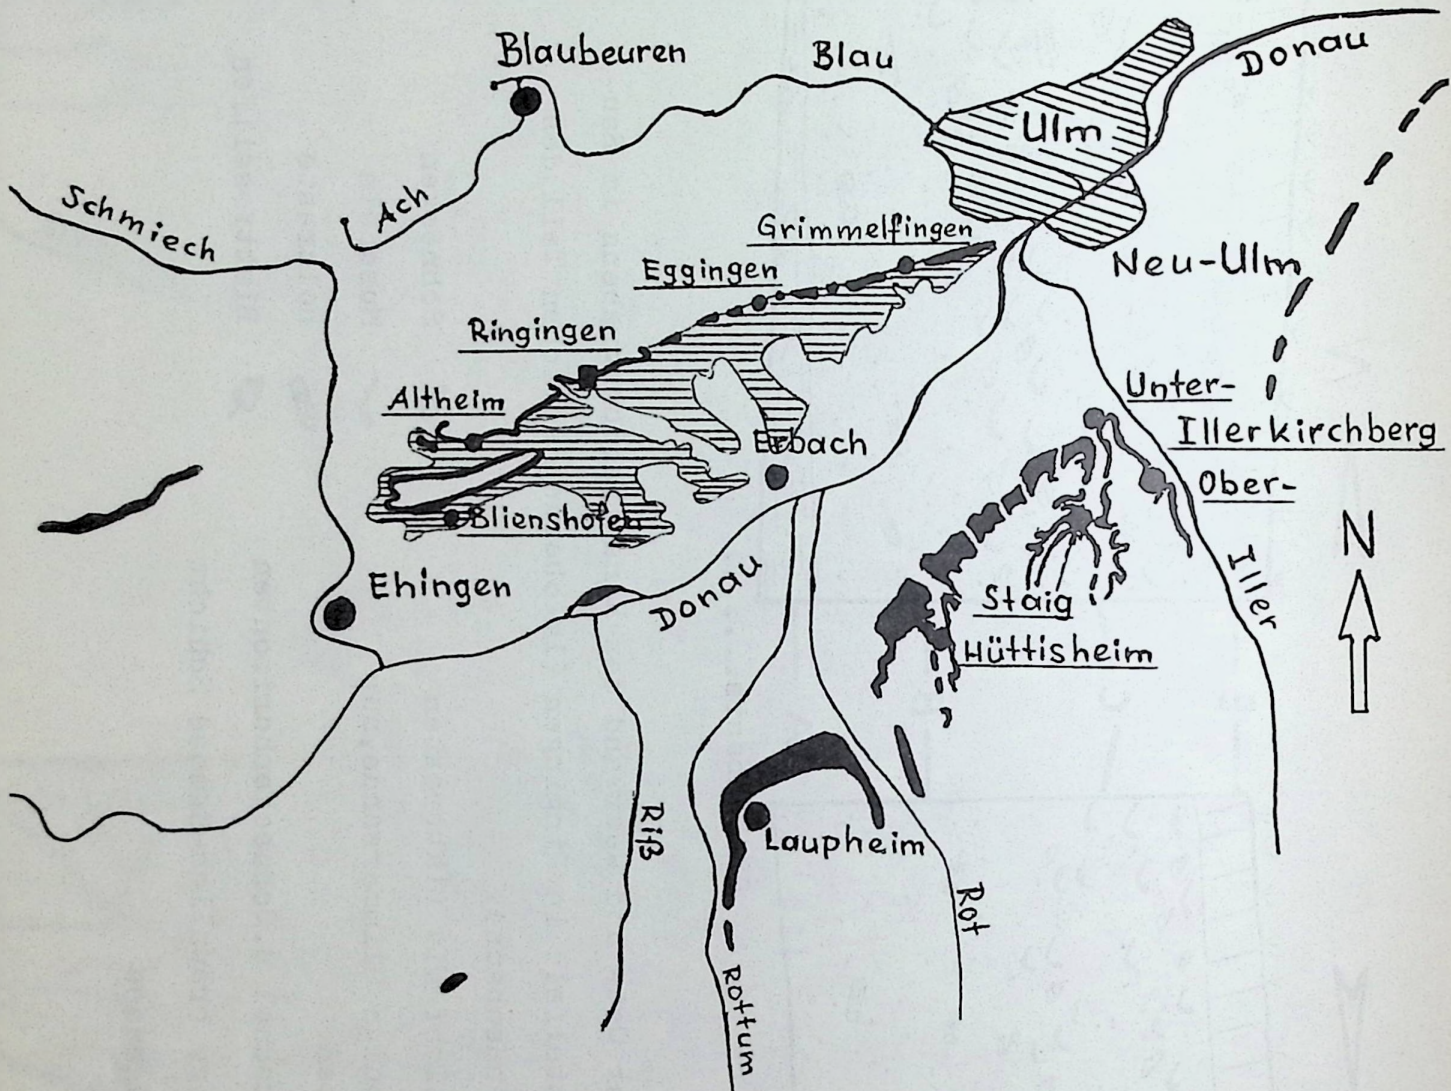 Blaubeuren
Blau
Donau
Ulm
Schmiech
Ach
Grimmelfingen
Neu-Ulm
Eggingen
Ringingen
Altheim
Unter-
Illerkirchberg
Ober-
Erbach
Blienshofen
N
Ehingen
Donau
Staig
Iller
Hüttisheim
Riß
Laupheim
Rot
Rottum